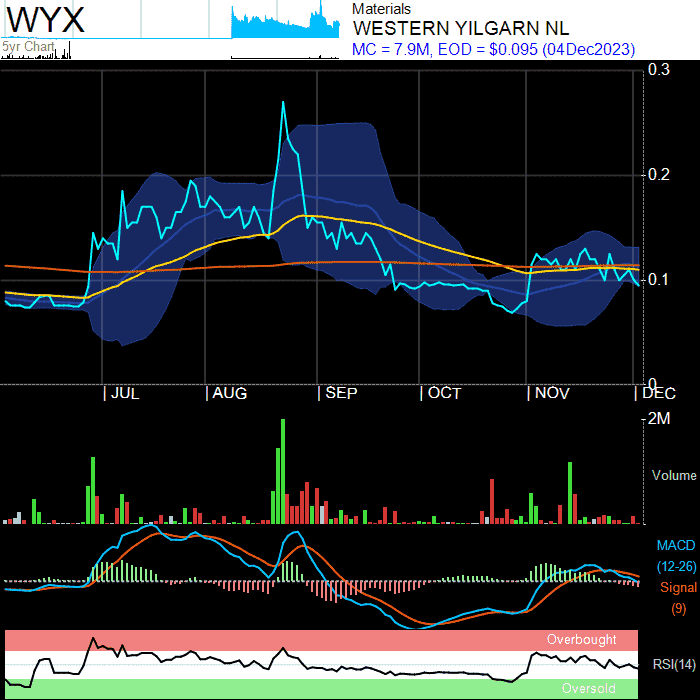 WYX
5yr Chart
Materials
WESTERN YILGARN NL
MC = 7.9M, EOD = $0.095 (04Dec2023)
0.3
0.2
0.1
0
JUL AUG SEP OCT NOV DEC
2M
Volume
MACD
(12-26)
Signal
(9)
Overbought
RSI(14)
Oversold